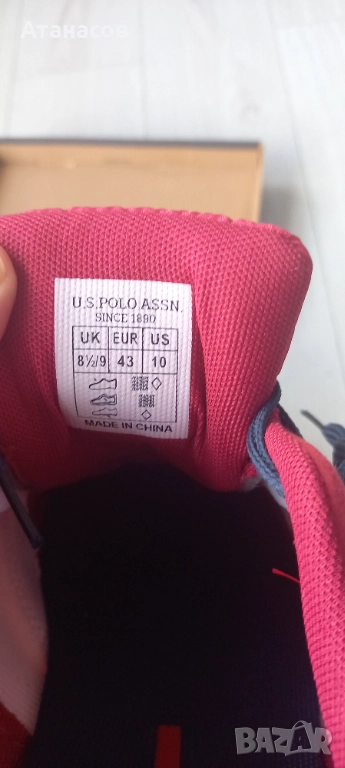 Атанасов
U.S. POLO ASSN.
SINCE 1890
UK EUR US
8½/9 43 10
MADE IN CHINA
BAZAR